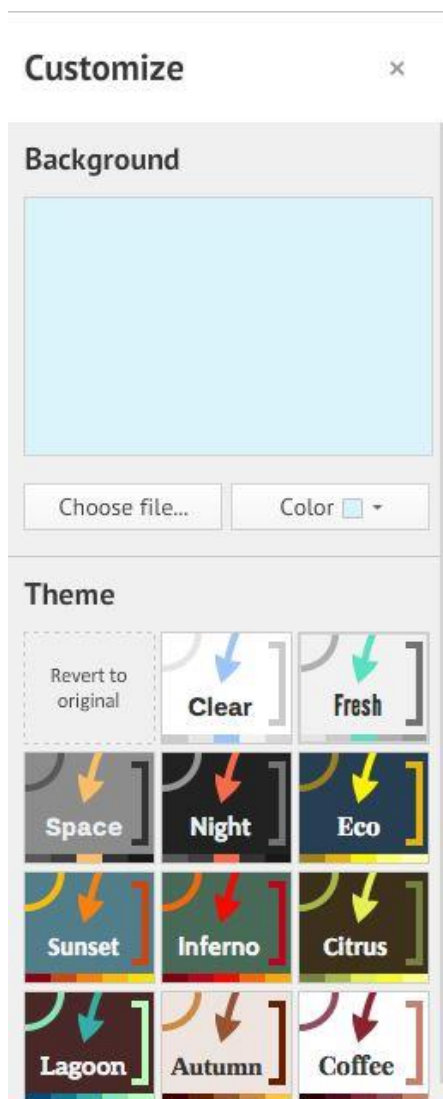 Customize ×
Background
Choose file... Color
Theme
Revert to
original
Clear
Fresh
Space
Night
Eco
Sunset
Inferno
Citrus
Lagoon
Autumn
Coffee